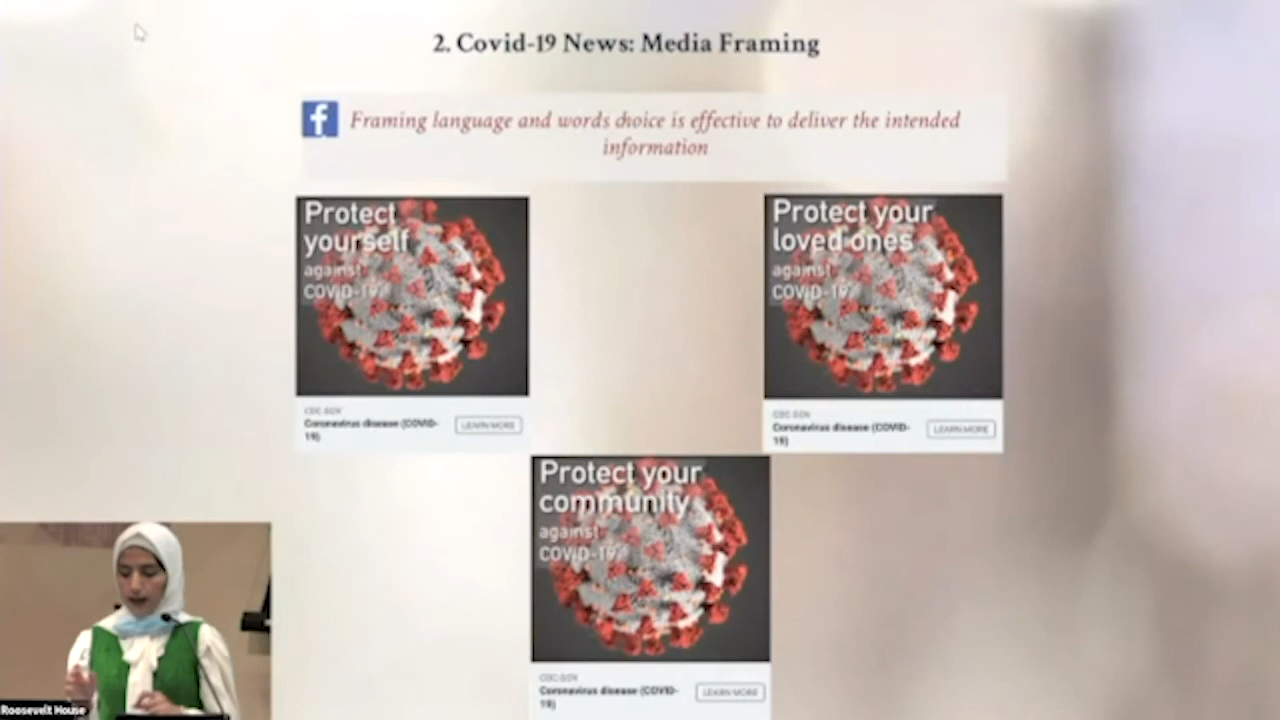 2. Covid-19 News: Media Framing
f
Framing language and words choice is effective to deliver the intended
information
Protect
yourself
against
COVID-19
CDC.GOV
Coronavirus disease (COVID-
19)
LEARN MORE
Protect your
loved ones
against
COVID-19
CDC.GOV
Coronavirus disease (COVID-
19)
LEARN MORE
Protect your
community
against
COVID-19
CDC.GOV
Coronavirus disease (COVID-
19)
LEARN MORE
Roosevelt House